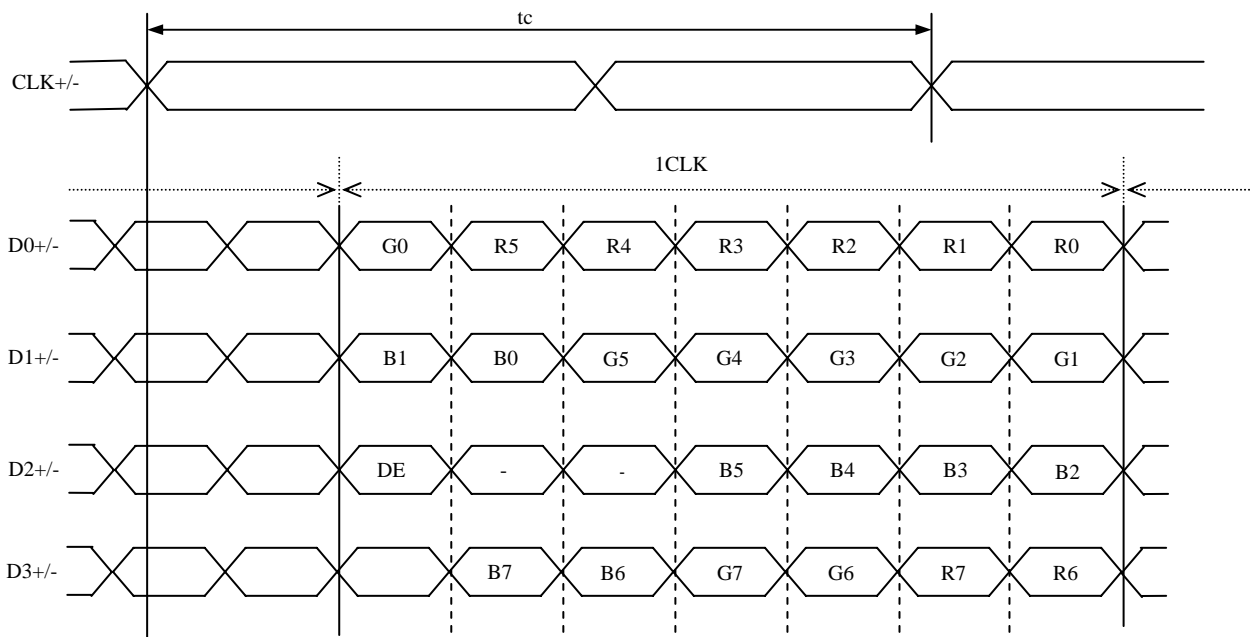 tc
CLK+/-
1CLK
D0+/- G0 R5 R4 R3 R2 R1 R0
D1+/- B1 B0 G5 G4 G3 G2 G1
D2+/- DE - - B5 B4 B3 B2
D3+/- B7 B6 G7 G6 R7 R6